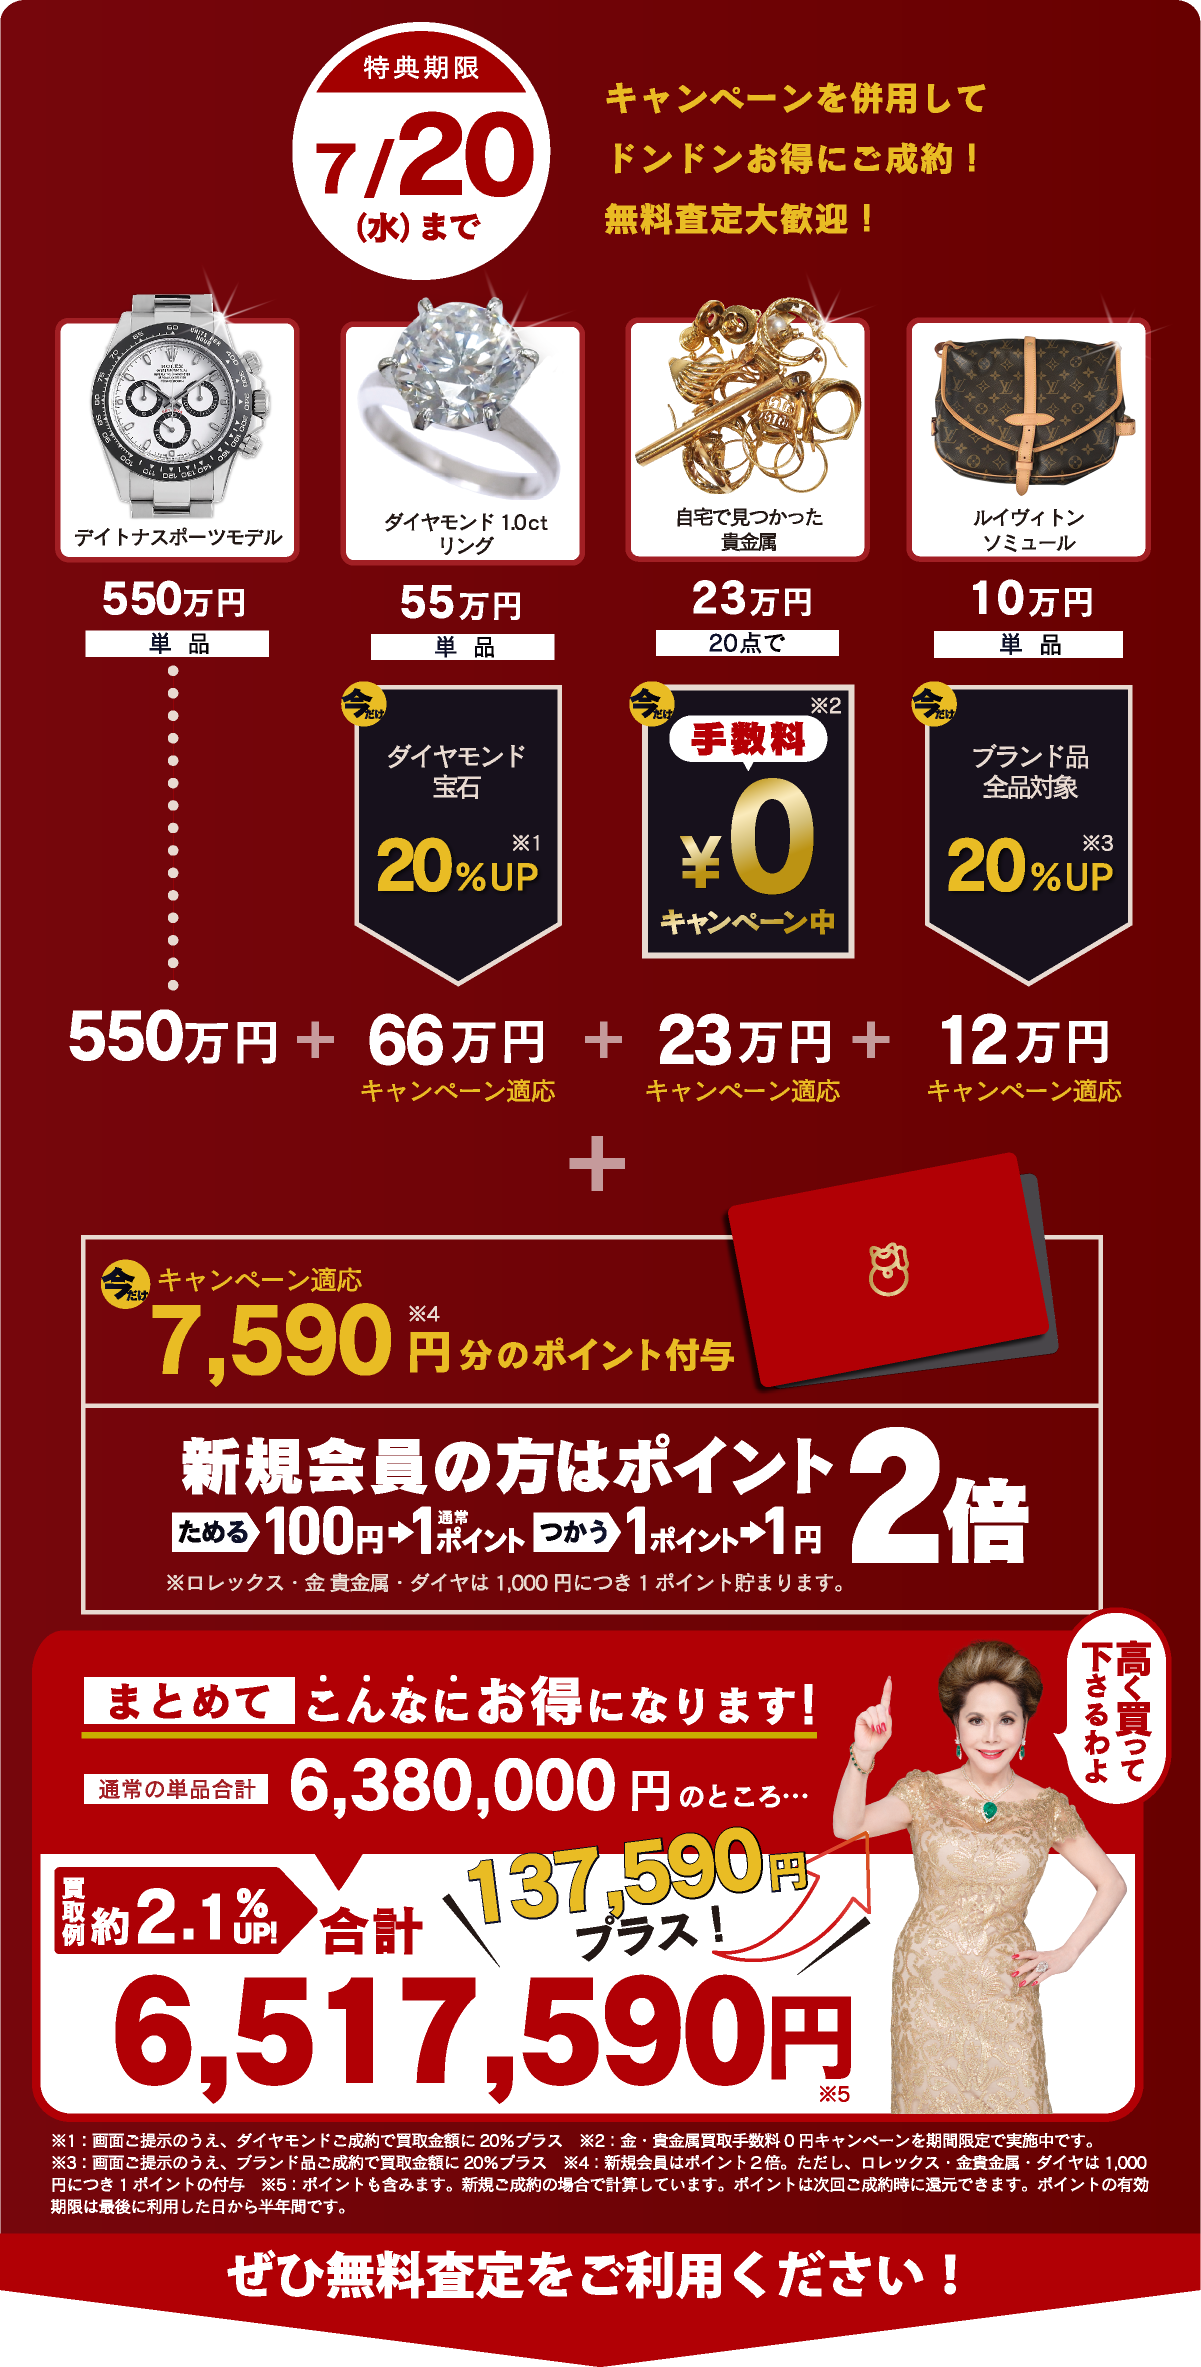 特典期限
7/20
(水)まで
キャンペーンを併用して
ドンドンお得にご成約！
無料査定大歓迎！
ROLEX
デイトナスポーツモデル
ダイヤモンド 1.0ct
リング
自宅で見つかった
貴金属
ルイヴィトン
ソミュール
550万円
単品
55万円
単品
23万円
20点で
10万円
単品
今だけ
ダイヤモンド
宝石
※1
20%UP
今だけ
※2
手数料
¥0
キャンペーン中
今だけ
ブランド品
全品対象
※3
20%UP
550万円 + 66万円 + 23万円 + 12万円
キャンペーン適応
キャンペーン適応
キャンペーン適応
+
今だけ
キャンペーン適応
7,590円分のポイント付与
※4
新規会員の方はポイント2倍
ためる 100円→1通常ポイント つかう 1ポイント→1円
※ロレックス・金 貴金属・ダイヤは 1,000 円につき 1 ポイント貯まります。
高く買って
下さるわよ
まとめて こんなにお得になります!
通常の単品合計 6,380,000円のところ…
買取例 約2.1%UP!
合計
137,590円
プラス！
6,517,590円
※5
※1：画面ご提示のうえ、ダイヤモンドご成約で買取金額に 20%プラス　※2：金・貴金属買取手数料 0 円キャンペーンを期間限定で実施中です。
※3：画面ご提示のうえ、ブランド品ご成約で買取金額に 20%プラス　※4：新規会員はポイント 2 倍。ただし、ロレックス・金貴金属・ダイヤは 1,000
円につき 1 ポイントの付与　※5：ポイントも含みます。新規ご成約の場合で計算しています。ポイントは次回ご成約時に還元できます。ポイントの有効
期限は最後に利用した日から半年間です。
ぜひ無料査定をご利用ください！